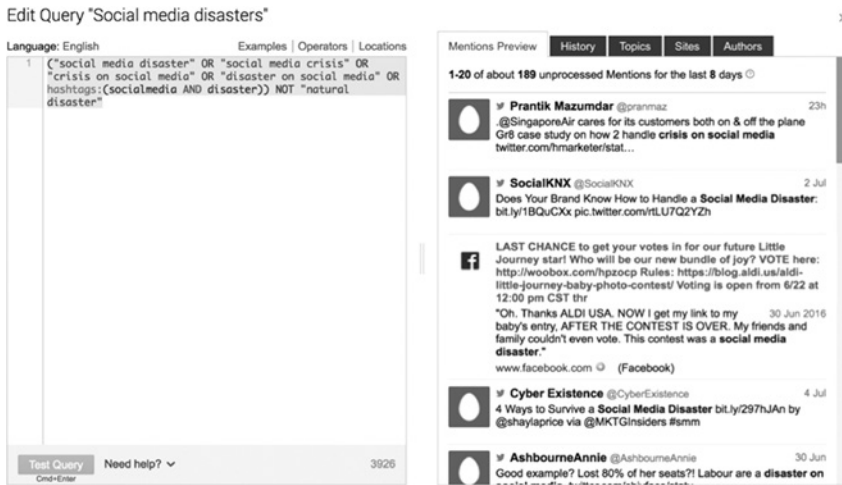 Edit Query "Social media disasters"
Language: English
Examples | Operators | Locations
1
("social media disaster" OR "social media crisis" OR
"crisis on social media" OR "disaster on social media" OR
hashtags:(socialmedia AND disaster)) NOT "natural
disaster"
Test Query
Need help?
3926
Cmd+Enter
Mentions Preview
History
Topics
Sites
Authors
1-20 of about 189 unprocessed Mentions for the last 8 days
Prantik Mazumdar @pranmaz 23h
.@SingaporeAir cares for its customers both on & off the plane
Gr8 case study on how 2 handle crisis on social media
twitter.com/hmarketer/stat…
SocialKNX @SocialKNX 2 Jul
Does Your Brand Know How to Handle a Social Media Disaster:
bit.ly/1BQuCXx pic.twitter.com/rtLU7Q2YZh
LAST CHANCE to get your votes in for our future Little
Journey star! Who will be our new bundle of joy? VOTE here:
http://woobox.com/hpzocp Rules: https://blog.aldi.us/aldi-
little-journey-baby-photo-contest/ Voting is open from 6/22 at
12:00 pm CST thr
"Oh. Thanks ALDI USA. NOW I get my link to my 30 Jun 2016
baby's entry, AFTER THE CONTEST IS OVER. My friends and
family couldn't even vote. This contest was a social media
disaster."
www.facebook.com (Facebook)
Cyber Existence @CyberExistence 4 Jul
4 Ways to Survive a Social Media Disaster bit.ly/297hJAn by
@shaylaprice via @MKTGInsiders #smm
AshbourneAnnie @AshbourneAnnie 30 Jun
Good example? Lost 80% of her seats?! Labour are a disaster on
social media